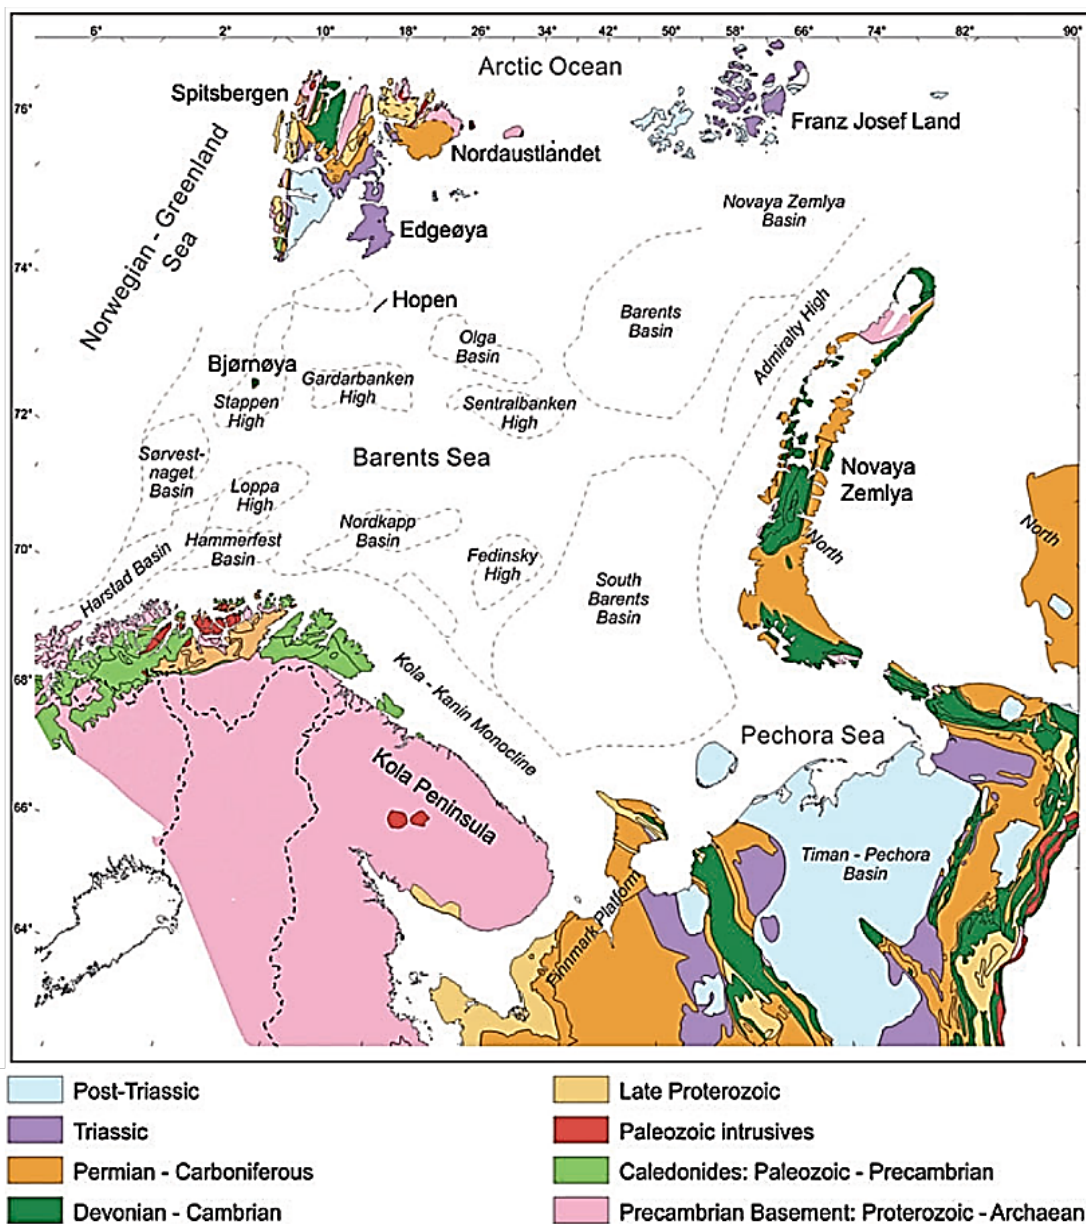 6° 2° 10° 18° 26° 34° 42° 50° 58° 66° 74° 82° 90°
Arctic Ocean
76°
Spitsbergen
Franz Josef Land
Nordaustlandet
Norwegian - Greenland
Sea
Novaya Zemlya
Basin
Edgeøya
74°
Hopen
Barents
Basin
Admiralty High
Olga
Basin
Bjørnøya
Gardarbanken
High
Stappen
High
Sentralbanken
High
72°
Barents Sea
Sørvest-
naget
Basin
Novaya
Zemlya
Loppa
High
Nordkapp
Basin
North
North
Hammerfest
Basin
70°
Harstad Basin
Fedinsky
High
South
Barents
Basin
68°
Kola - Kanin Monocline
Pechora Sea
Kola Peninsula
66°
Timan - Pechora
Basin
Finnmark Platform
64°
Post-Triassic
Triassic
Permian - Carboniferous
Devonian - Cambrian
Late Proterozoic
Paleozoic intrusives
Caledonides: Paleozoic - Precambrian
Precambrian Basement: Proterozoic - Archaean